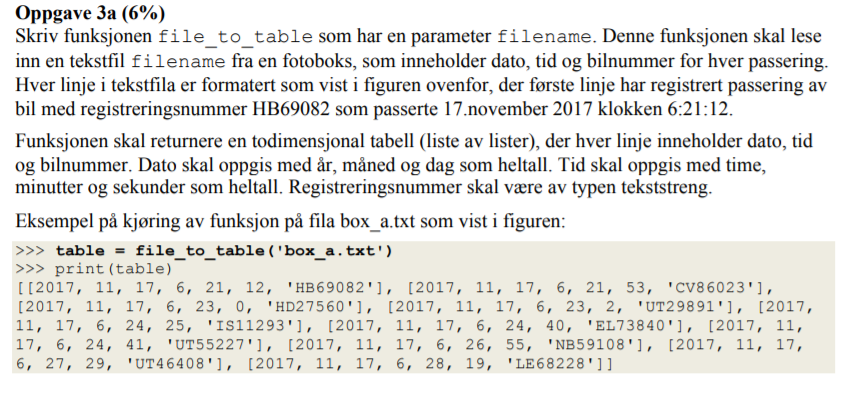 Oppgave 3a (6%)
Skriv funksjonen file_to_table som har en parameter filename. Denne funksjonen skal lese
inn en tekstfil filename fra en fotoboks, som inneholder dato, tid og bilnummer for hver passering.
Hver linje i tekstfila er formatert som vist i figuren ovenfor, der første linje har registrert passering av
bil med registreringsnummer HB69082 som passerte 17.november 2017 klokken 6:21:12.
Funksjonen skal returnere en todimensjonal tabell (liste av lister), der hver linje inneholder dato, tid
og bilnummer. Dato skal oppgis med år, måned og dag som heltall. Tid skal oppgis med time,
minutter og sekunder som heltall. Registreringsnummer skal være av typen tekststreng.
Eksempel på kjøring av funksjon på fila box_a.txt som vist i figuren:
>>> table = file_to_table('box_a.txt')
>>> print(table)
[[2017, 11, 17, 6, 21, 12, 'HB69082'], [2017, 11, 17, 6, 21, 53, 'CV86023'],
[2017, 11, 17, 6, 23, 0, 'HD27560'], [2017, 11, 17, 6, 23, 2, 'UT29891'], [2017,
11, 17, 6, 24, 25, 'IS11293'], [2017, 11, 17, 6, 24, 40, 'EL73840'], [2017, 11,
17, 6, 24, 41, 'UT55227'], [2017, 11, 17, 6, 26, 55, 'NB59108'], [2017, 11, 17,
6, 27, 29, 'UT46408'], [2017, 11, 17, 6, 28, 19, 'LE68228']]